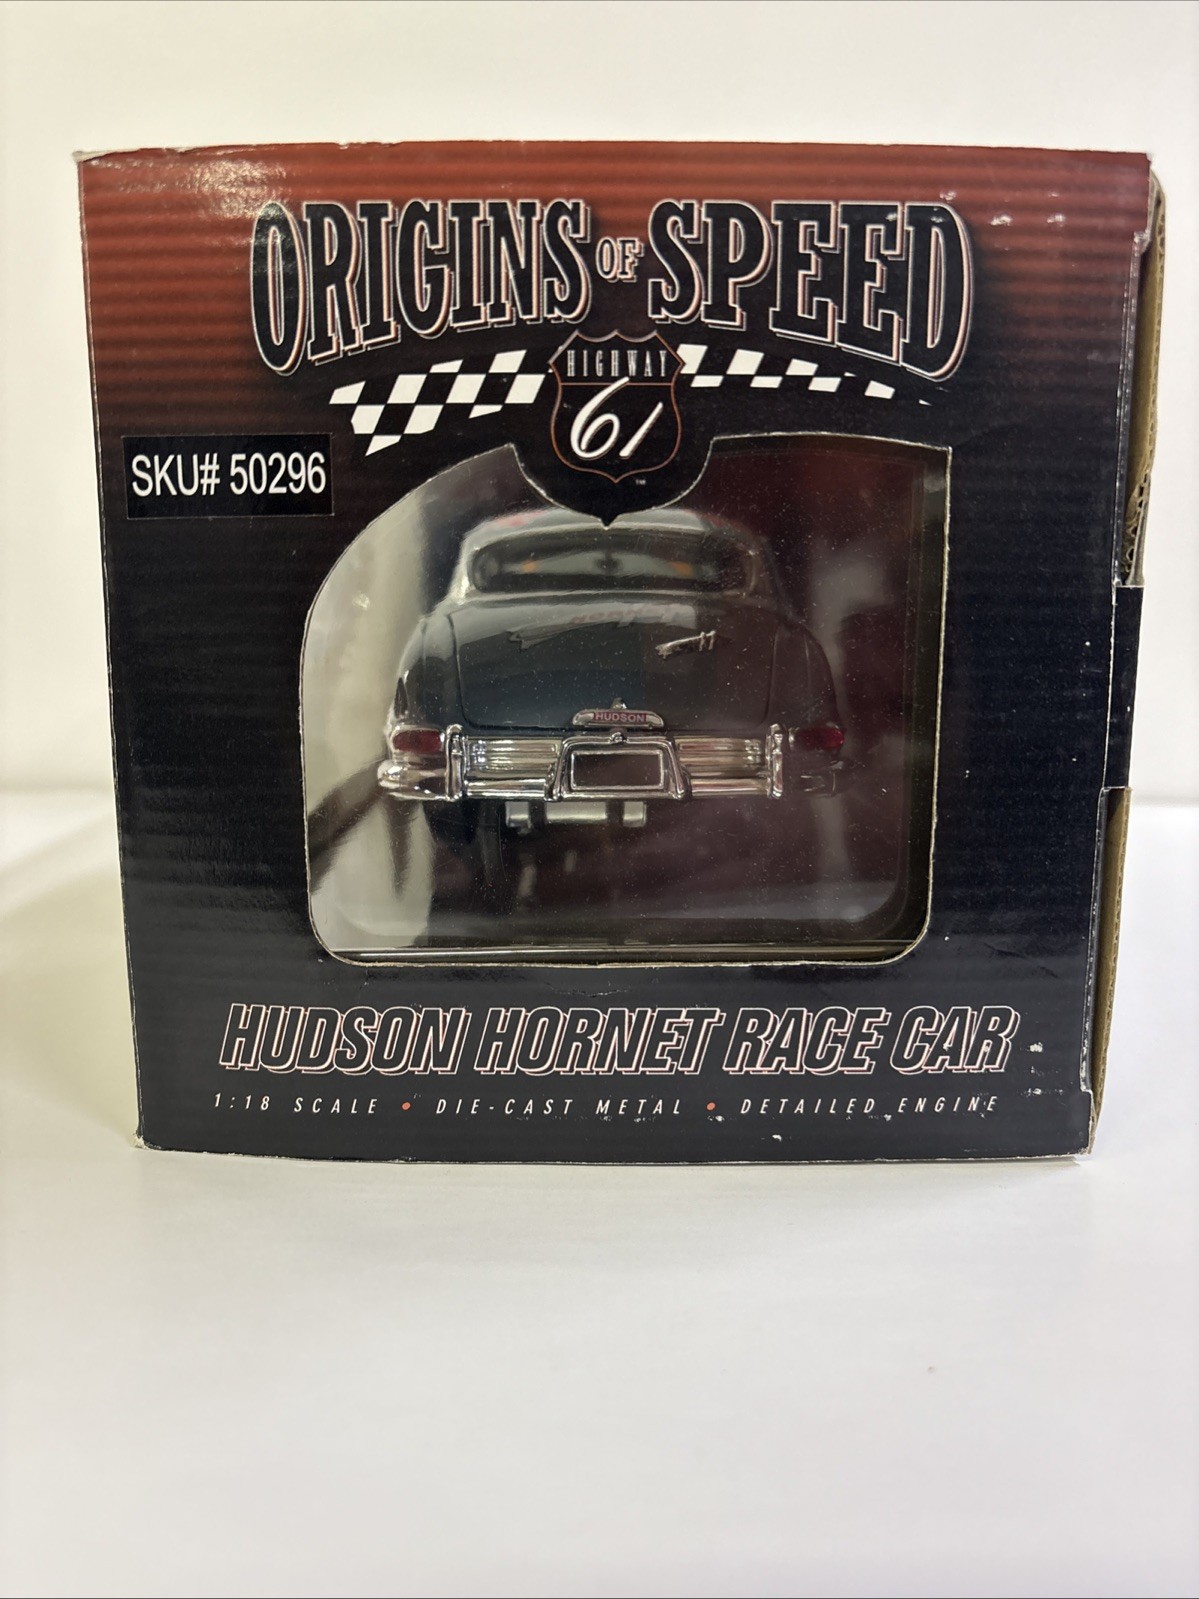 ORIGINS OF SPEED
HIGHWAY
61
TM
SKU# 50296
HUDSON
HUDSON HORNET RACE CAR
1:18 SCALE • DIE-CAST METAL • DETAILED ENGINE